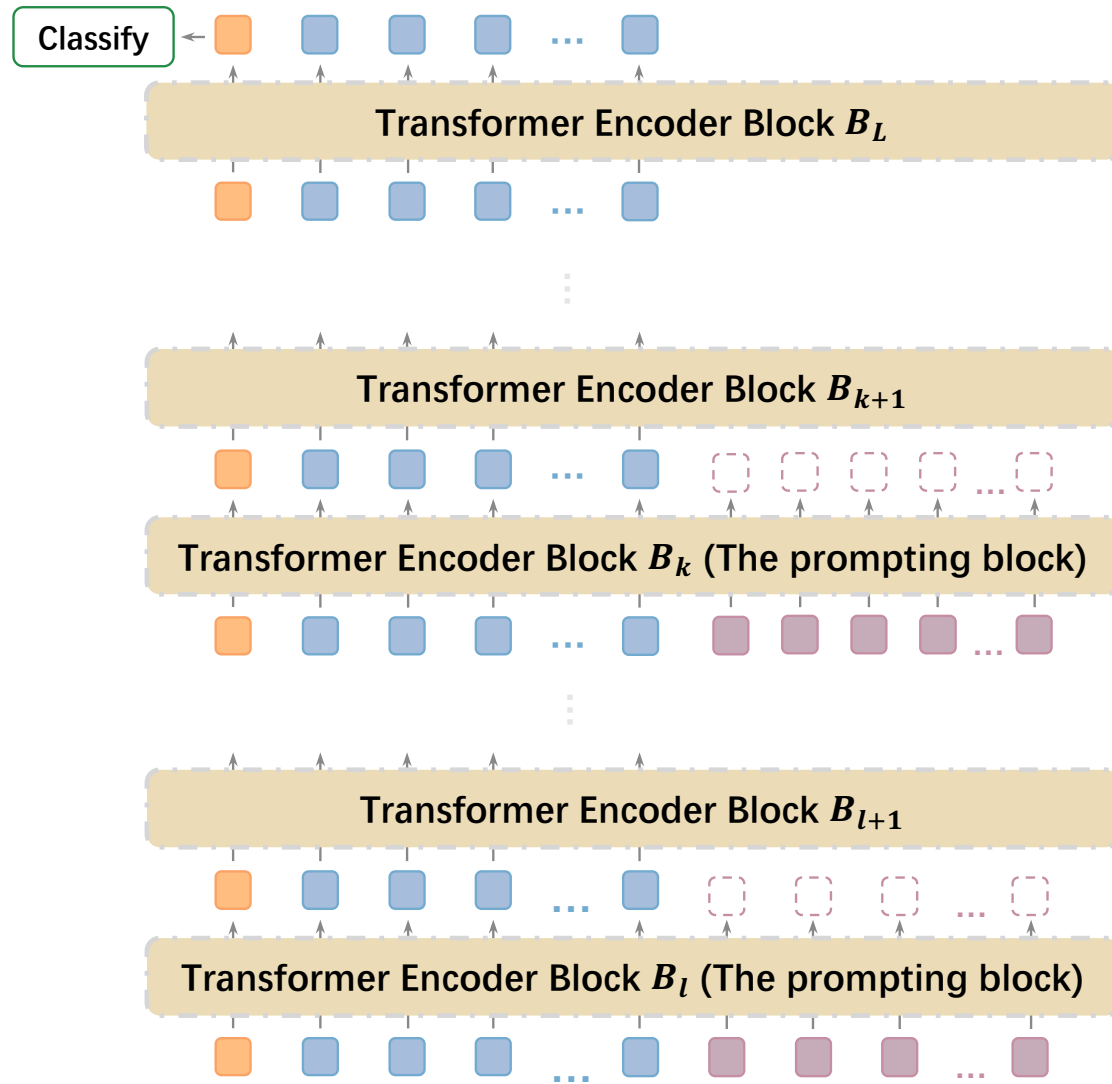 Classify
Transformer Encoder Block B_L
...
Transformer Encoder Block B_{k+1}
... ...
Transformer Encoder Block B_k (The prompting block)
... ...
Transformer Encoder Block B_{l+1}
... ...
Transformer Encoder Block B_l (The prompting block)
... ...